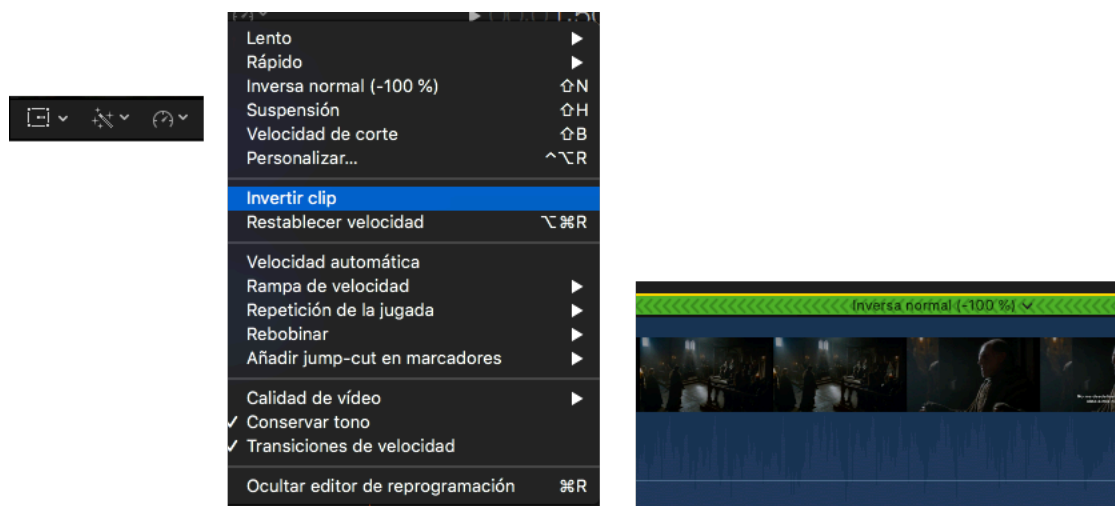 Lento
Rápido
Inversa normal (-100 %) ⇧N
Suspensión ⇧H
Velocidad de corte ⇧B
Personalizar... ^⌥R
Invertir clip
Restablecer velocidad ⌥⌘R
Velocidad automática
Rampa de velocidad
Repetición de la jugada
Rebobinar
Añadir jump-cut en marcadores
Calidad de vídeo
✓ Conservar tono
✓ Transiciones de velocidad
Ocultar editor de reprogramación ⌘R
Inversa normal (-100 %)